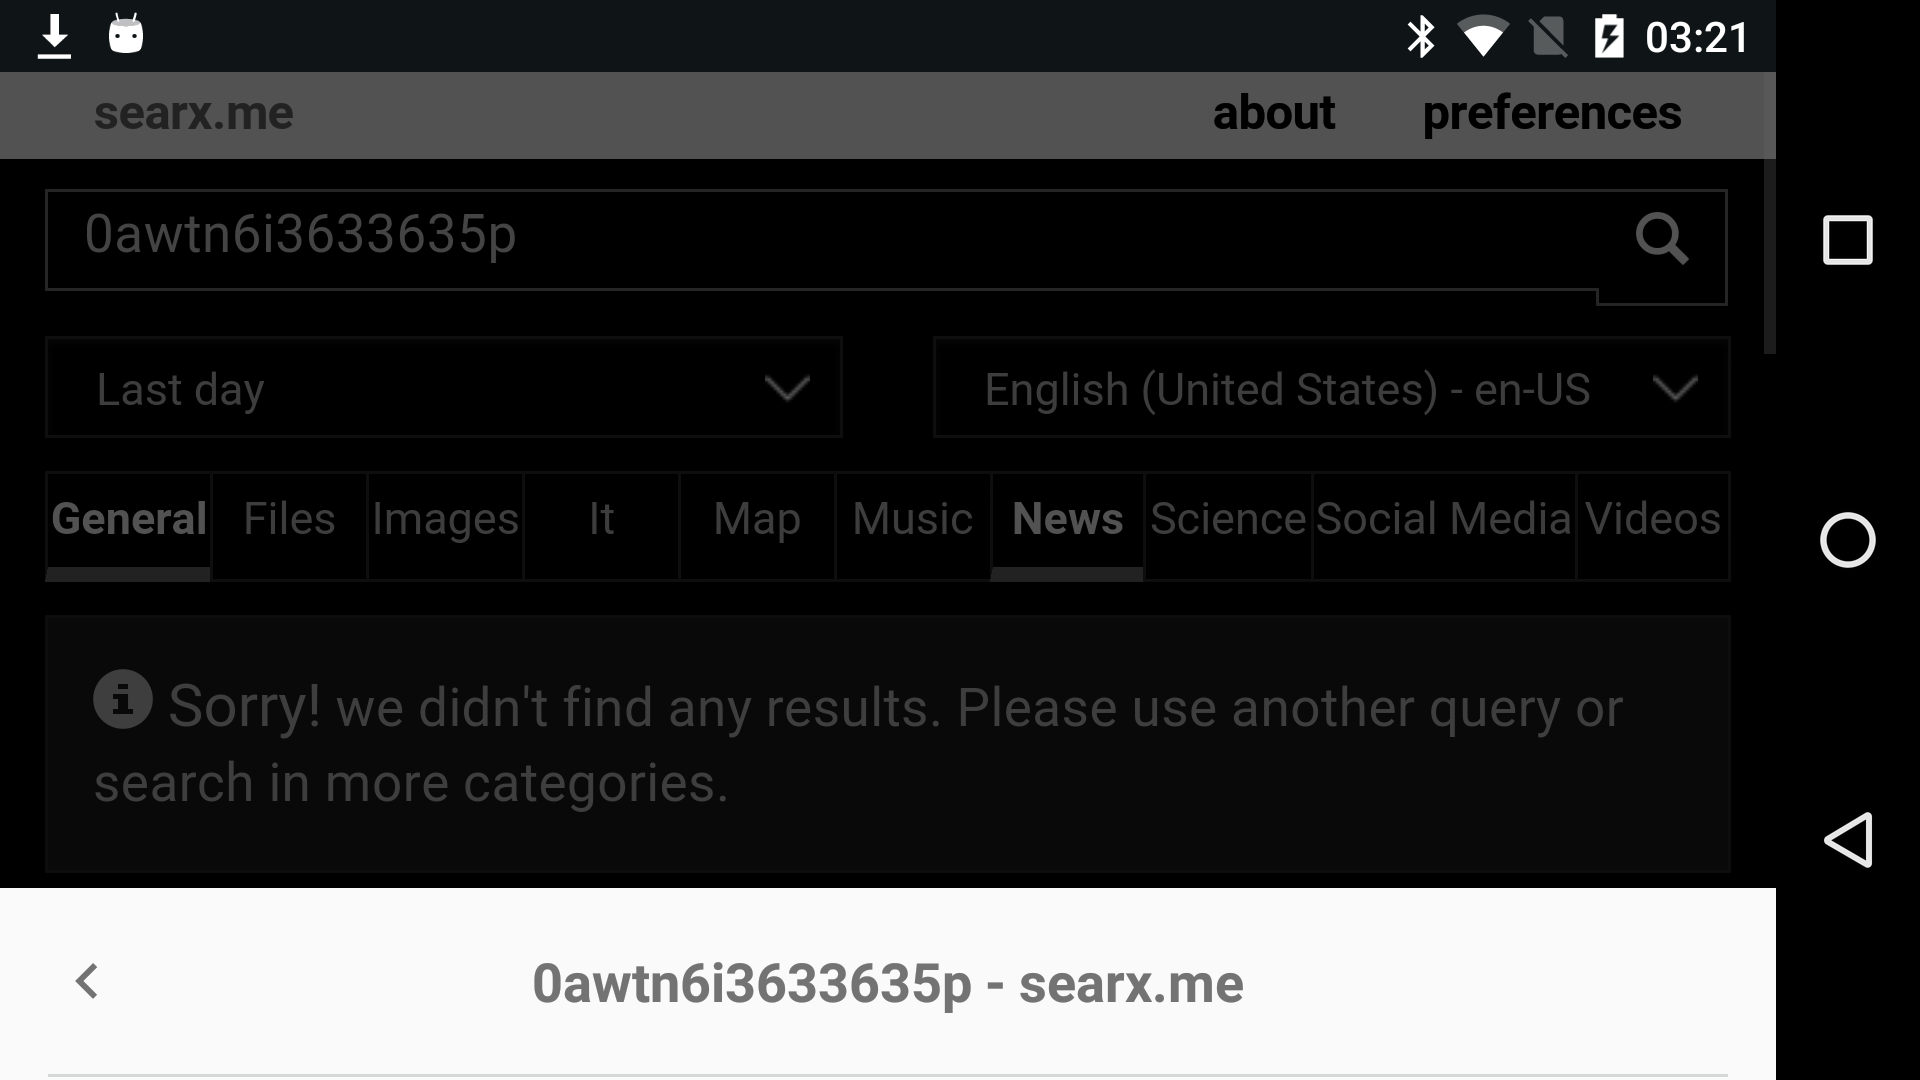 03:21
searx.me about preferences
0awtn6i3633635p
Last day English (United States) - en-US
General Files Images It Map Music News Science Social Media Videos
Sorry! we didn't find any results. Please use another query or
search in more categories.
0awtn6i3633635p - searx.me